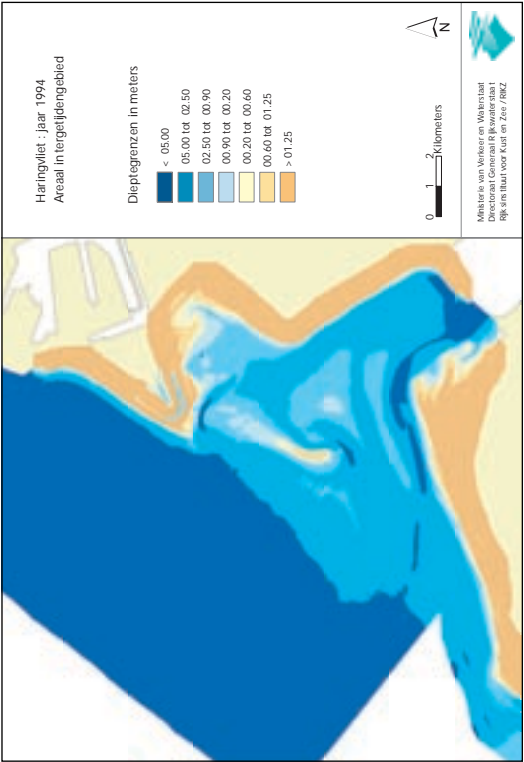 Haringvliet : jaar 1994
Areaal intergetijdengebied
Dieptegrenzen in meters
< 05.00
05.00 tot 02.50
02.50 tot 00.90
00.90 tot 00.20
00.20 tot 00.60
00.60 tot 01.25
> 01.25
N
0 1 2 Kilometers
Ministerie van Verkeer en Waterstaat
Directoraat Generaal Rijkswaterstaat
Rijksinstituut voor Kust en Zee / RIKZ